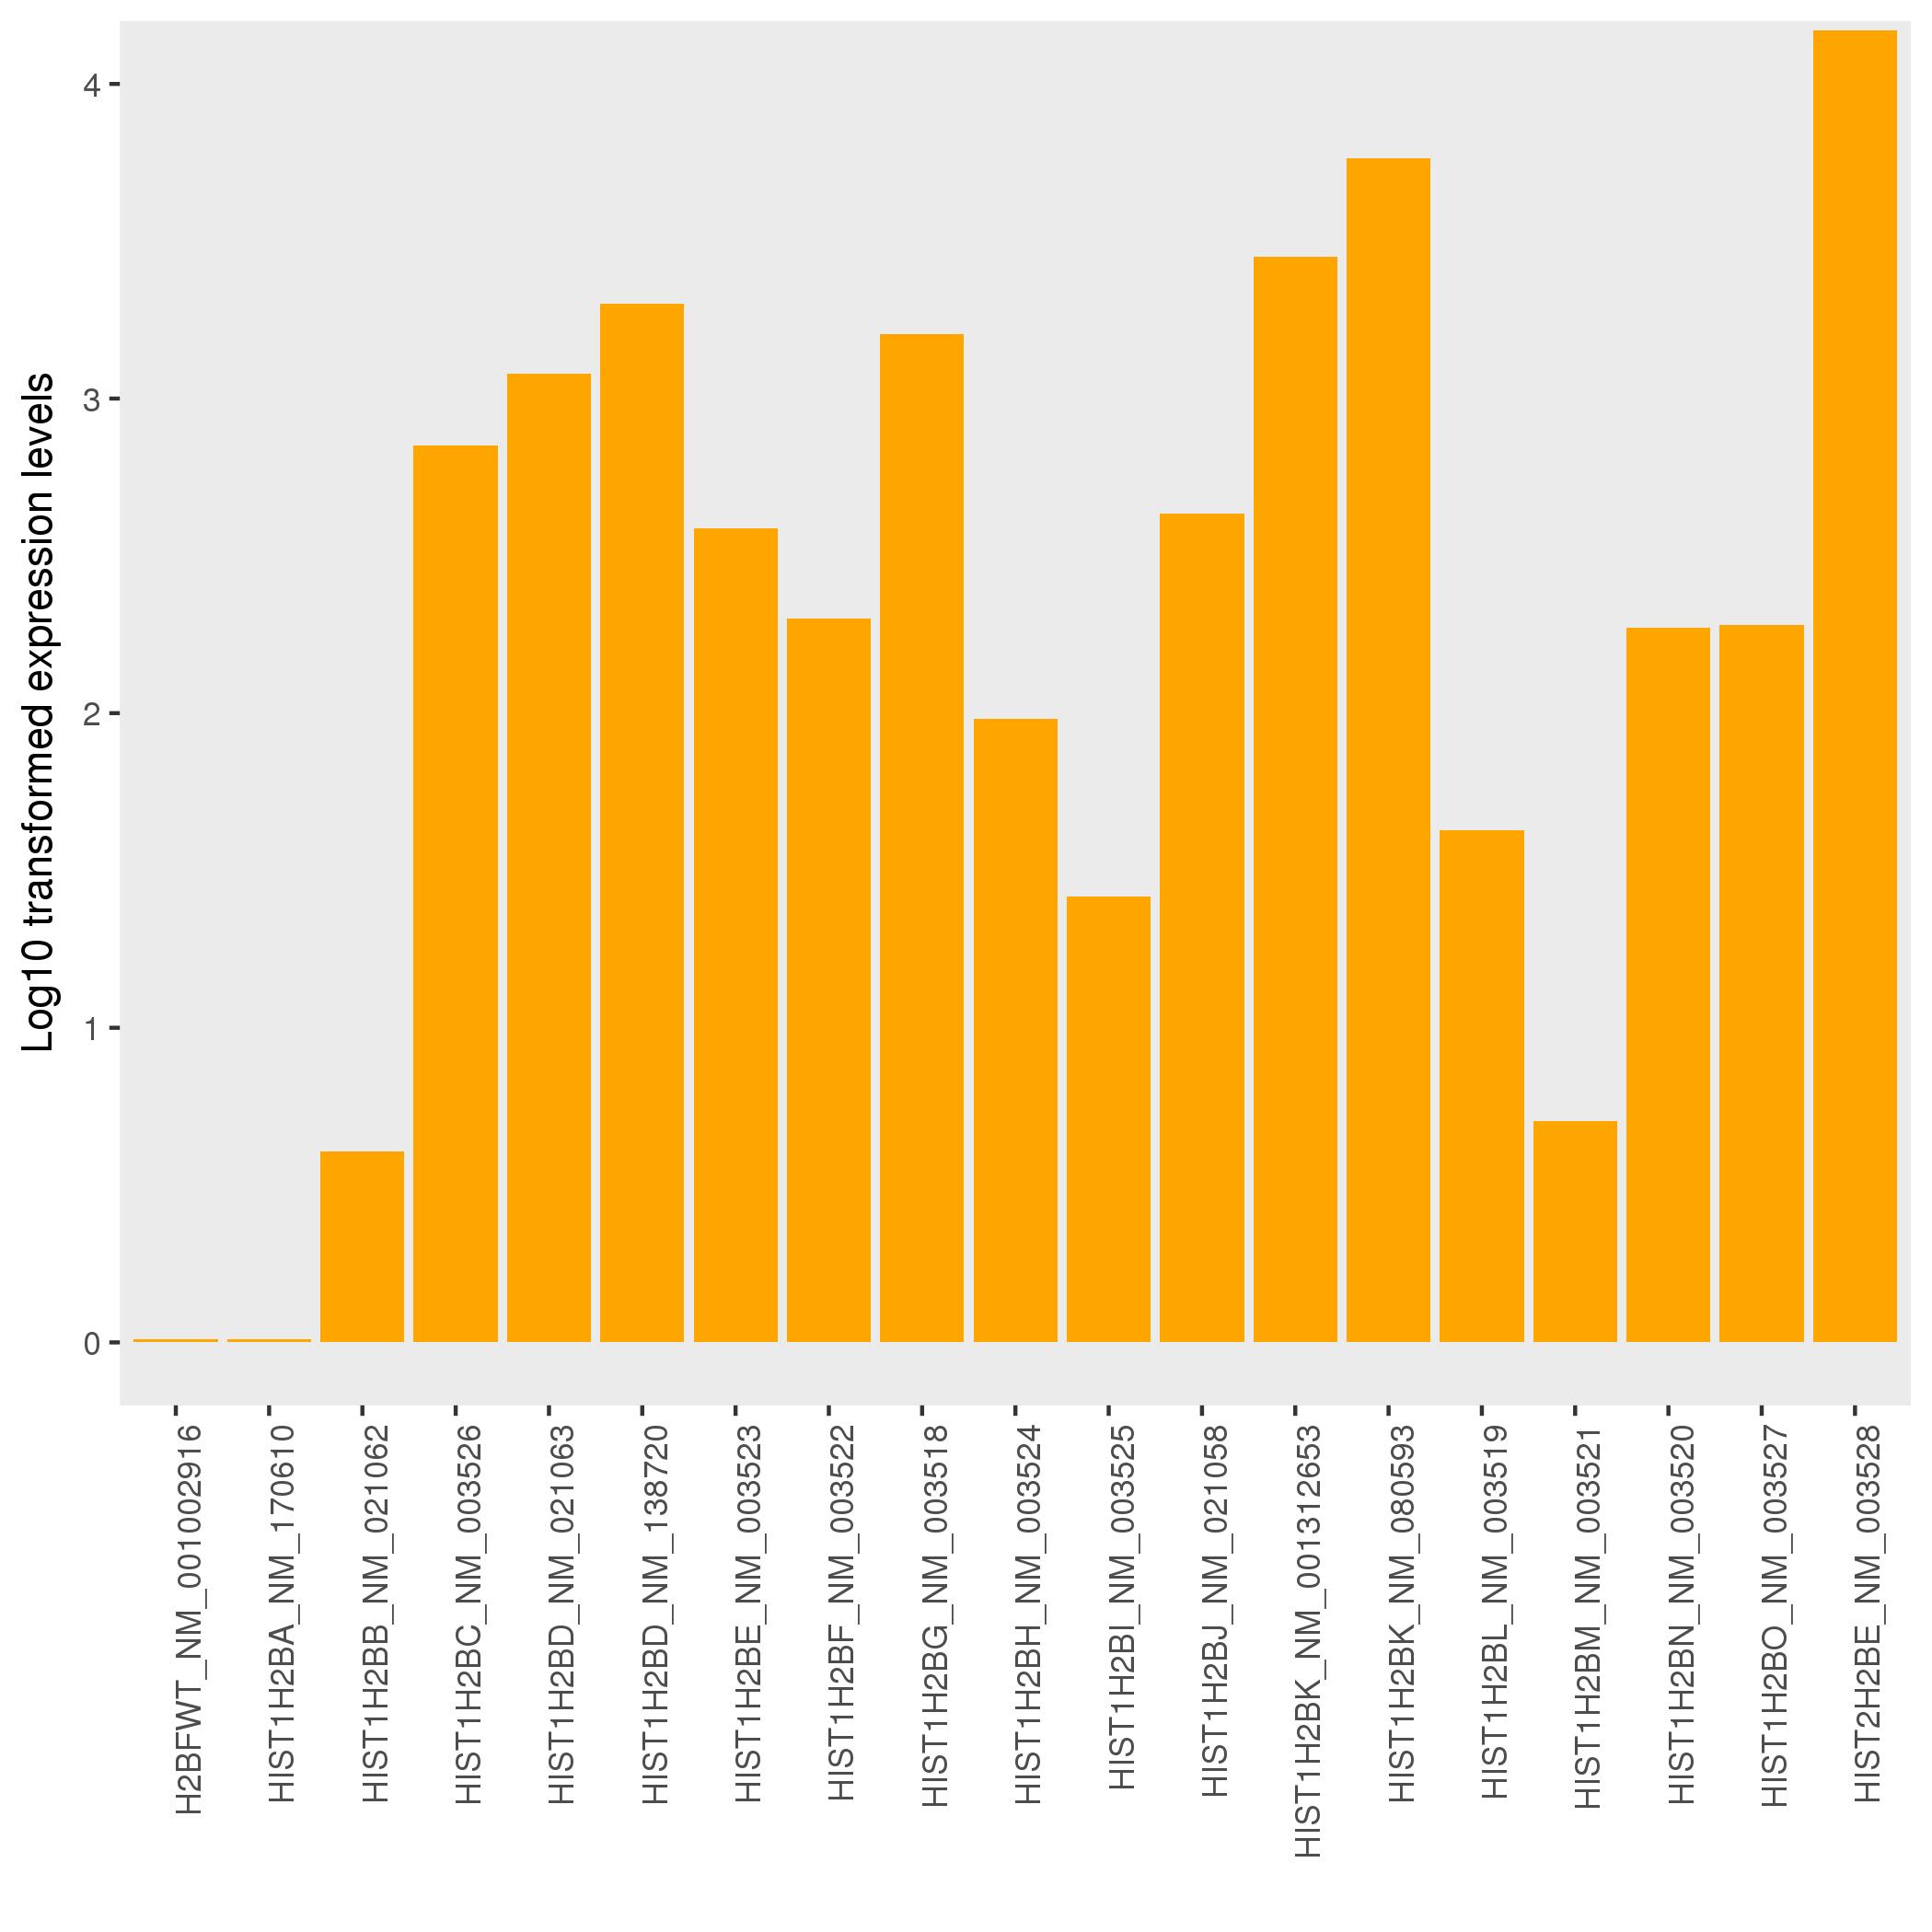 Log10 transformed expression levels
4
3
2
1
0
H2BFWT_NM_001002916
HIST1H2BA_NM_170610
HIST1H2BB_NM_021062
HIST1H2BC_NM_003526
HIST1H2BD_NM_021063
HIST1H2BD_NM_138720
HIST1H2BE_NM_003523
HIST1H2BF_NM_003522
HIST1H2BG_NM_003518
HIST1H2BH_NM_003524
HIST1H2BI_NM_003525
HIST1H2BJ_NM_021058
HIST1H2BK_NM_001312653
HIST1H2BK_NM_080593
HIST1H2BL_NM_003519
HIST1H2BM_NM_003521
HIST1H2BN_NM_003520
HIST1H2BO_NM_003527
HIST2H2BE_NM_003528